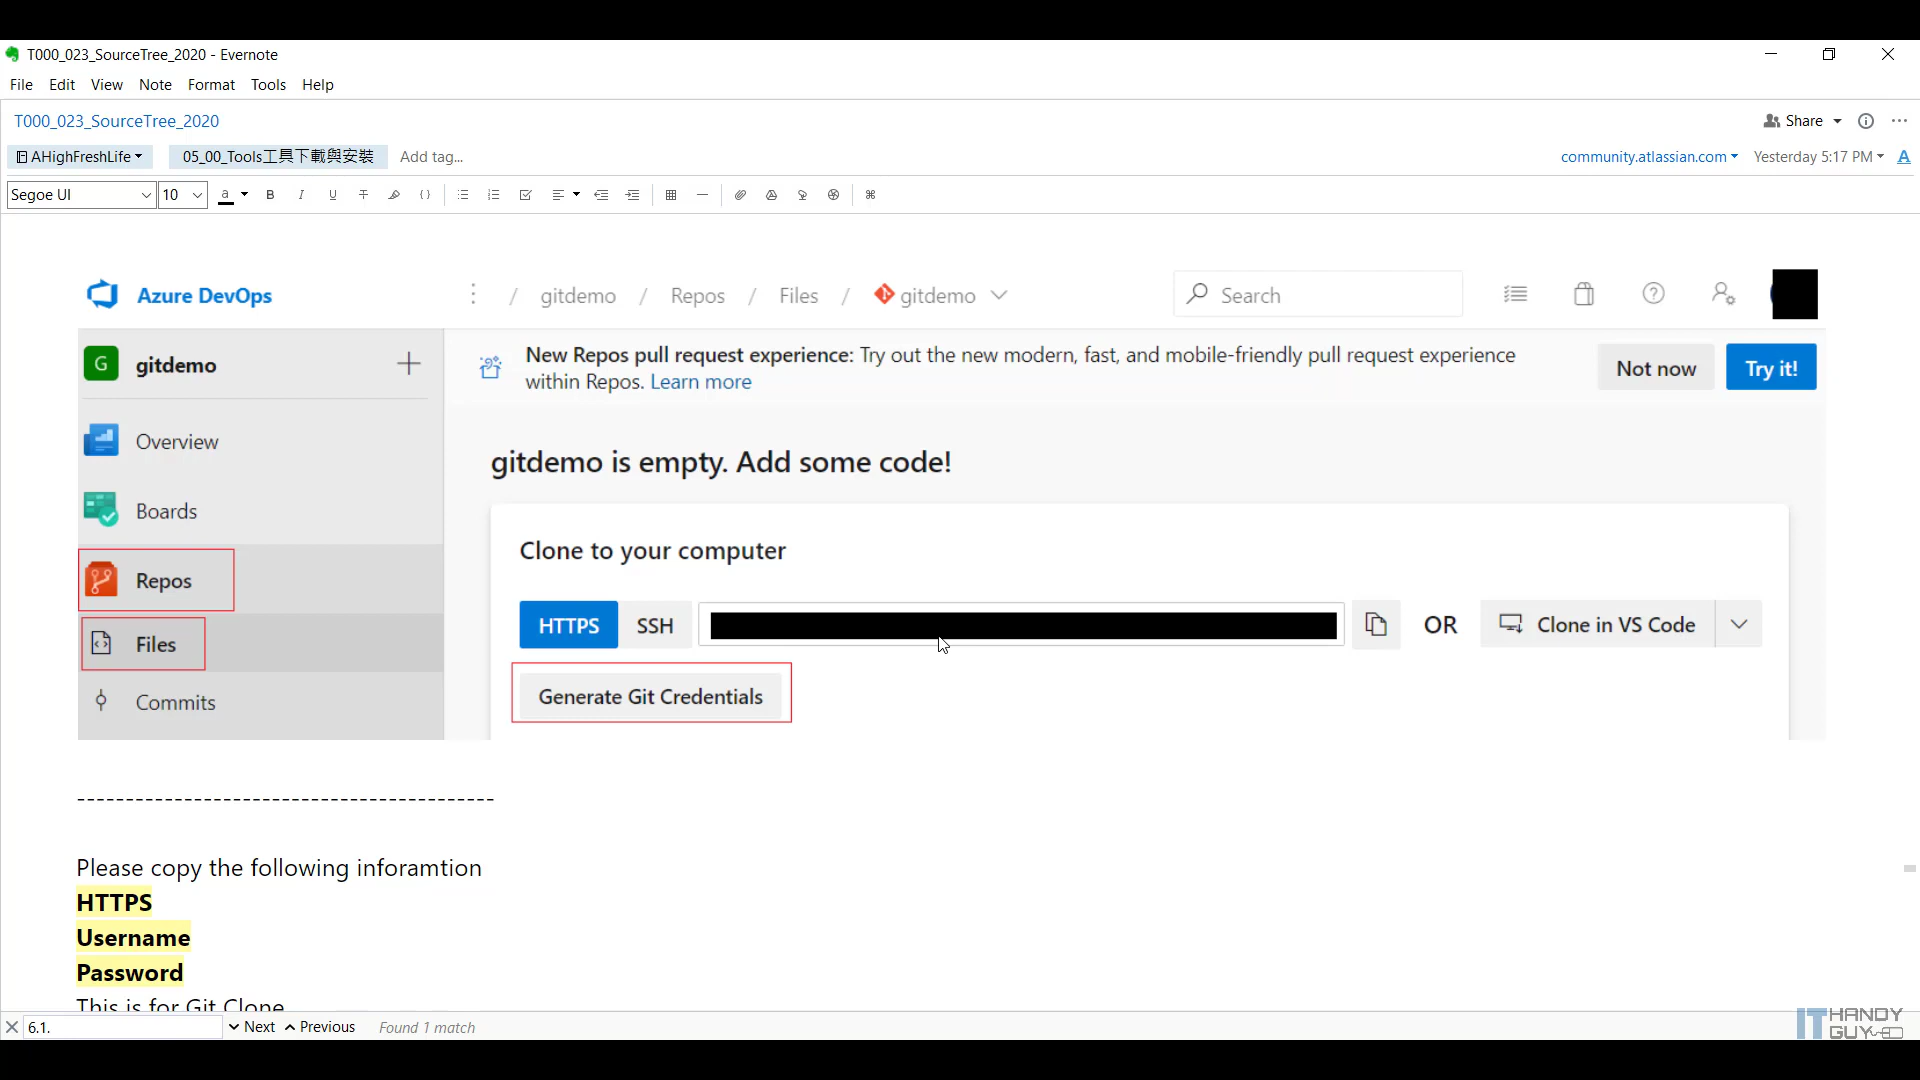 T000_023_SourceTree_2020 - Evernote
File Edit View Note Format Tools Help
T000_023_SourceTree_2020
Share
AHighFreshLife 05_00_Tools工具下載與安裝 Add tag...
community.atlassian.com Yesterday 5:17 PM A
Segoe UI 10 a B I U T
Azure DevOps
/ gitdemo / Repos / Files / gitdemo
Search
G gitdemo
New Repos pull request experience: Try out the new modern, fast, and mobile-friendly pull request experience
within Repos. Learn more
Not now Try it!
Overview
Boards
Repos
Files
Commits
gitdemo is empty. Add some code!
Clone to your computer
HTTPS SSH OR Clone in VS Code
Generate Git Credentials
------------------------------------------
Please copy the following inforamtion
HTTPS
Username
Password
This is for Git Clone
6.1. Next Previous Found 1 match
IT HANDY
GUY